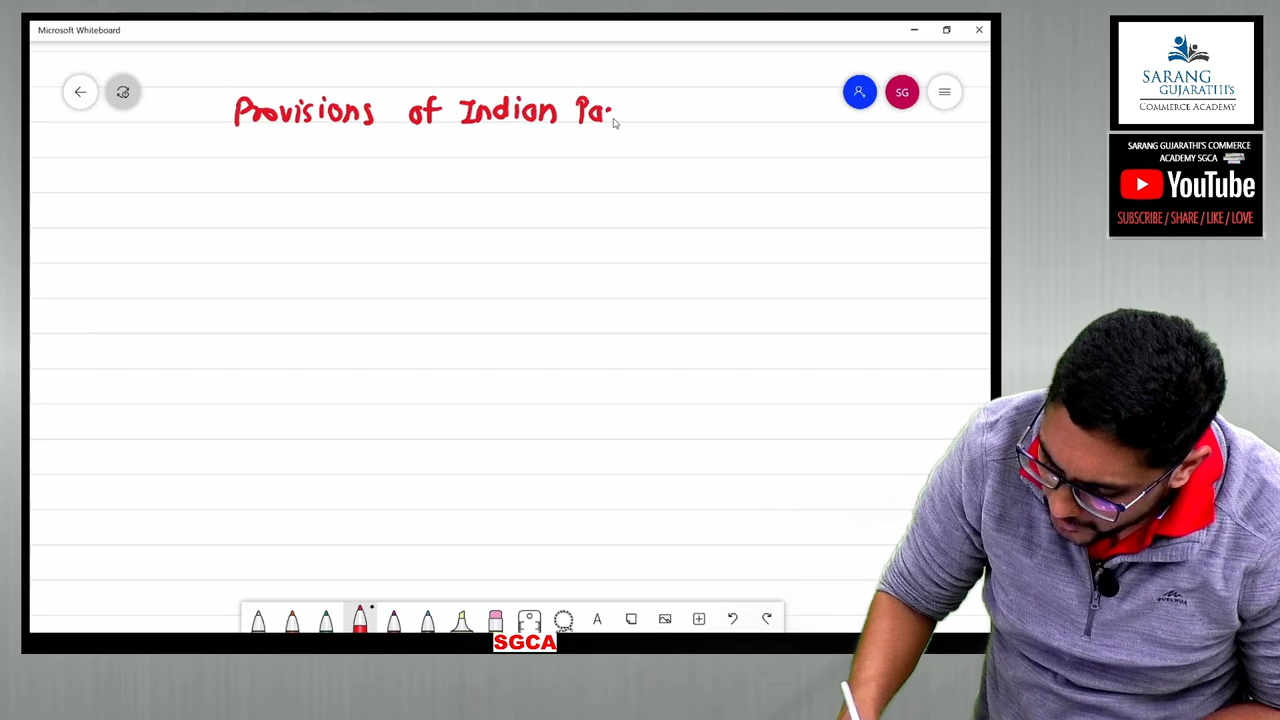 Microsoft Whiteboard
SG
Provisions of Indian Pa
SARANG
GUJARATHI'S
COMMERCE ACADEMY
SARANG GUJARATHI'S COMMERCE
ACADEMY SGCA
YouTube
SUBSCRIBE / SHARE / LIKE / LOVE
A
SGCA
QUECHUA